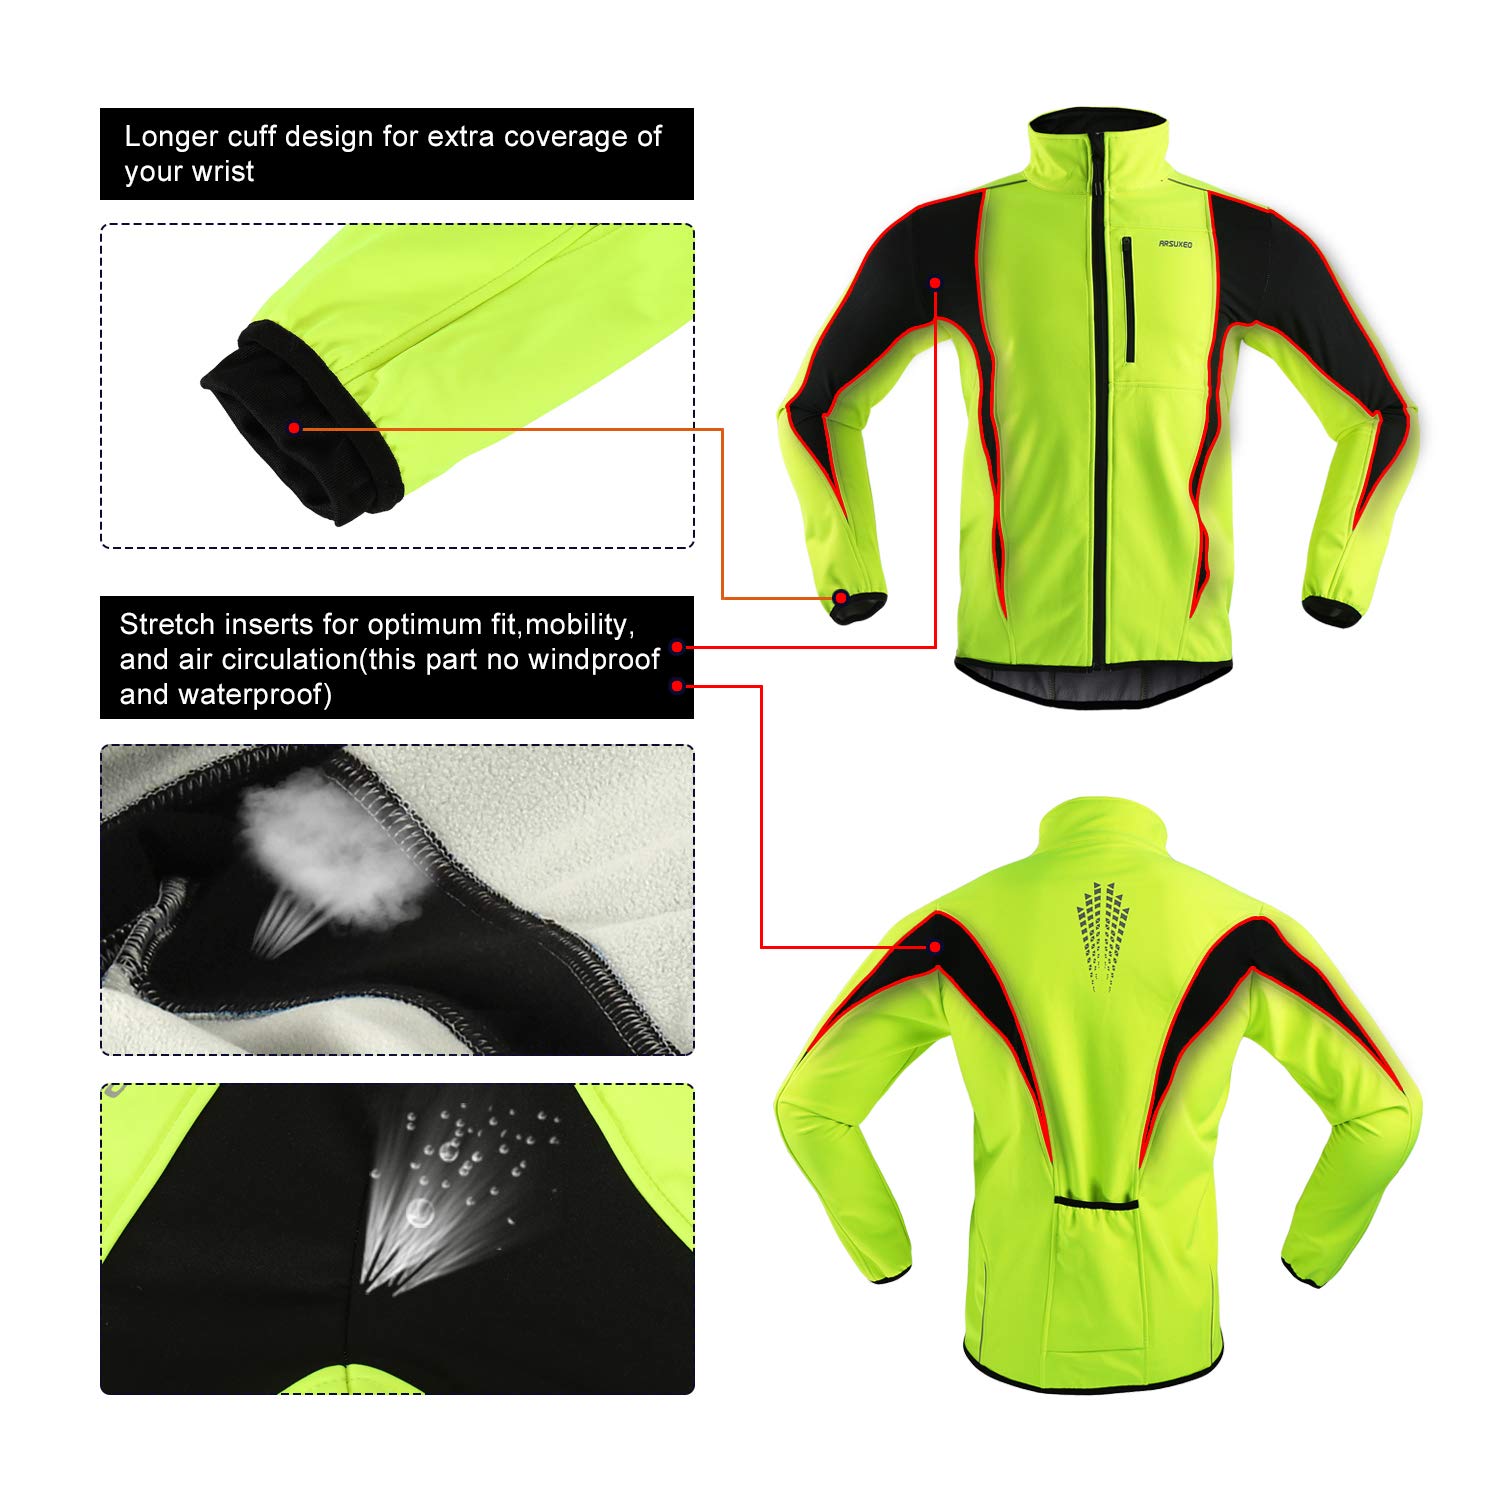 Longer cuff design for extra coverage of
your wrist
ARSUXEO
Stretch inserts for optimum fit,mobility,
and air circulation(this part no windproof
and waterproof)